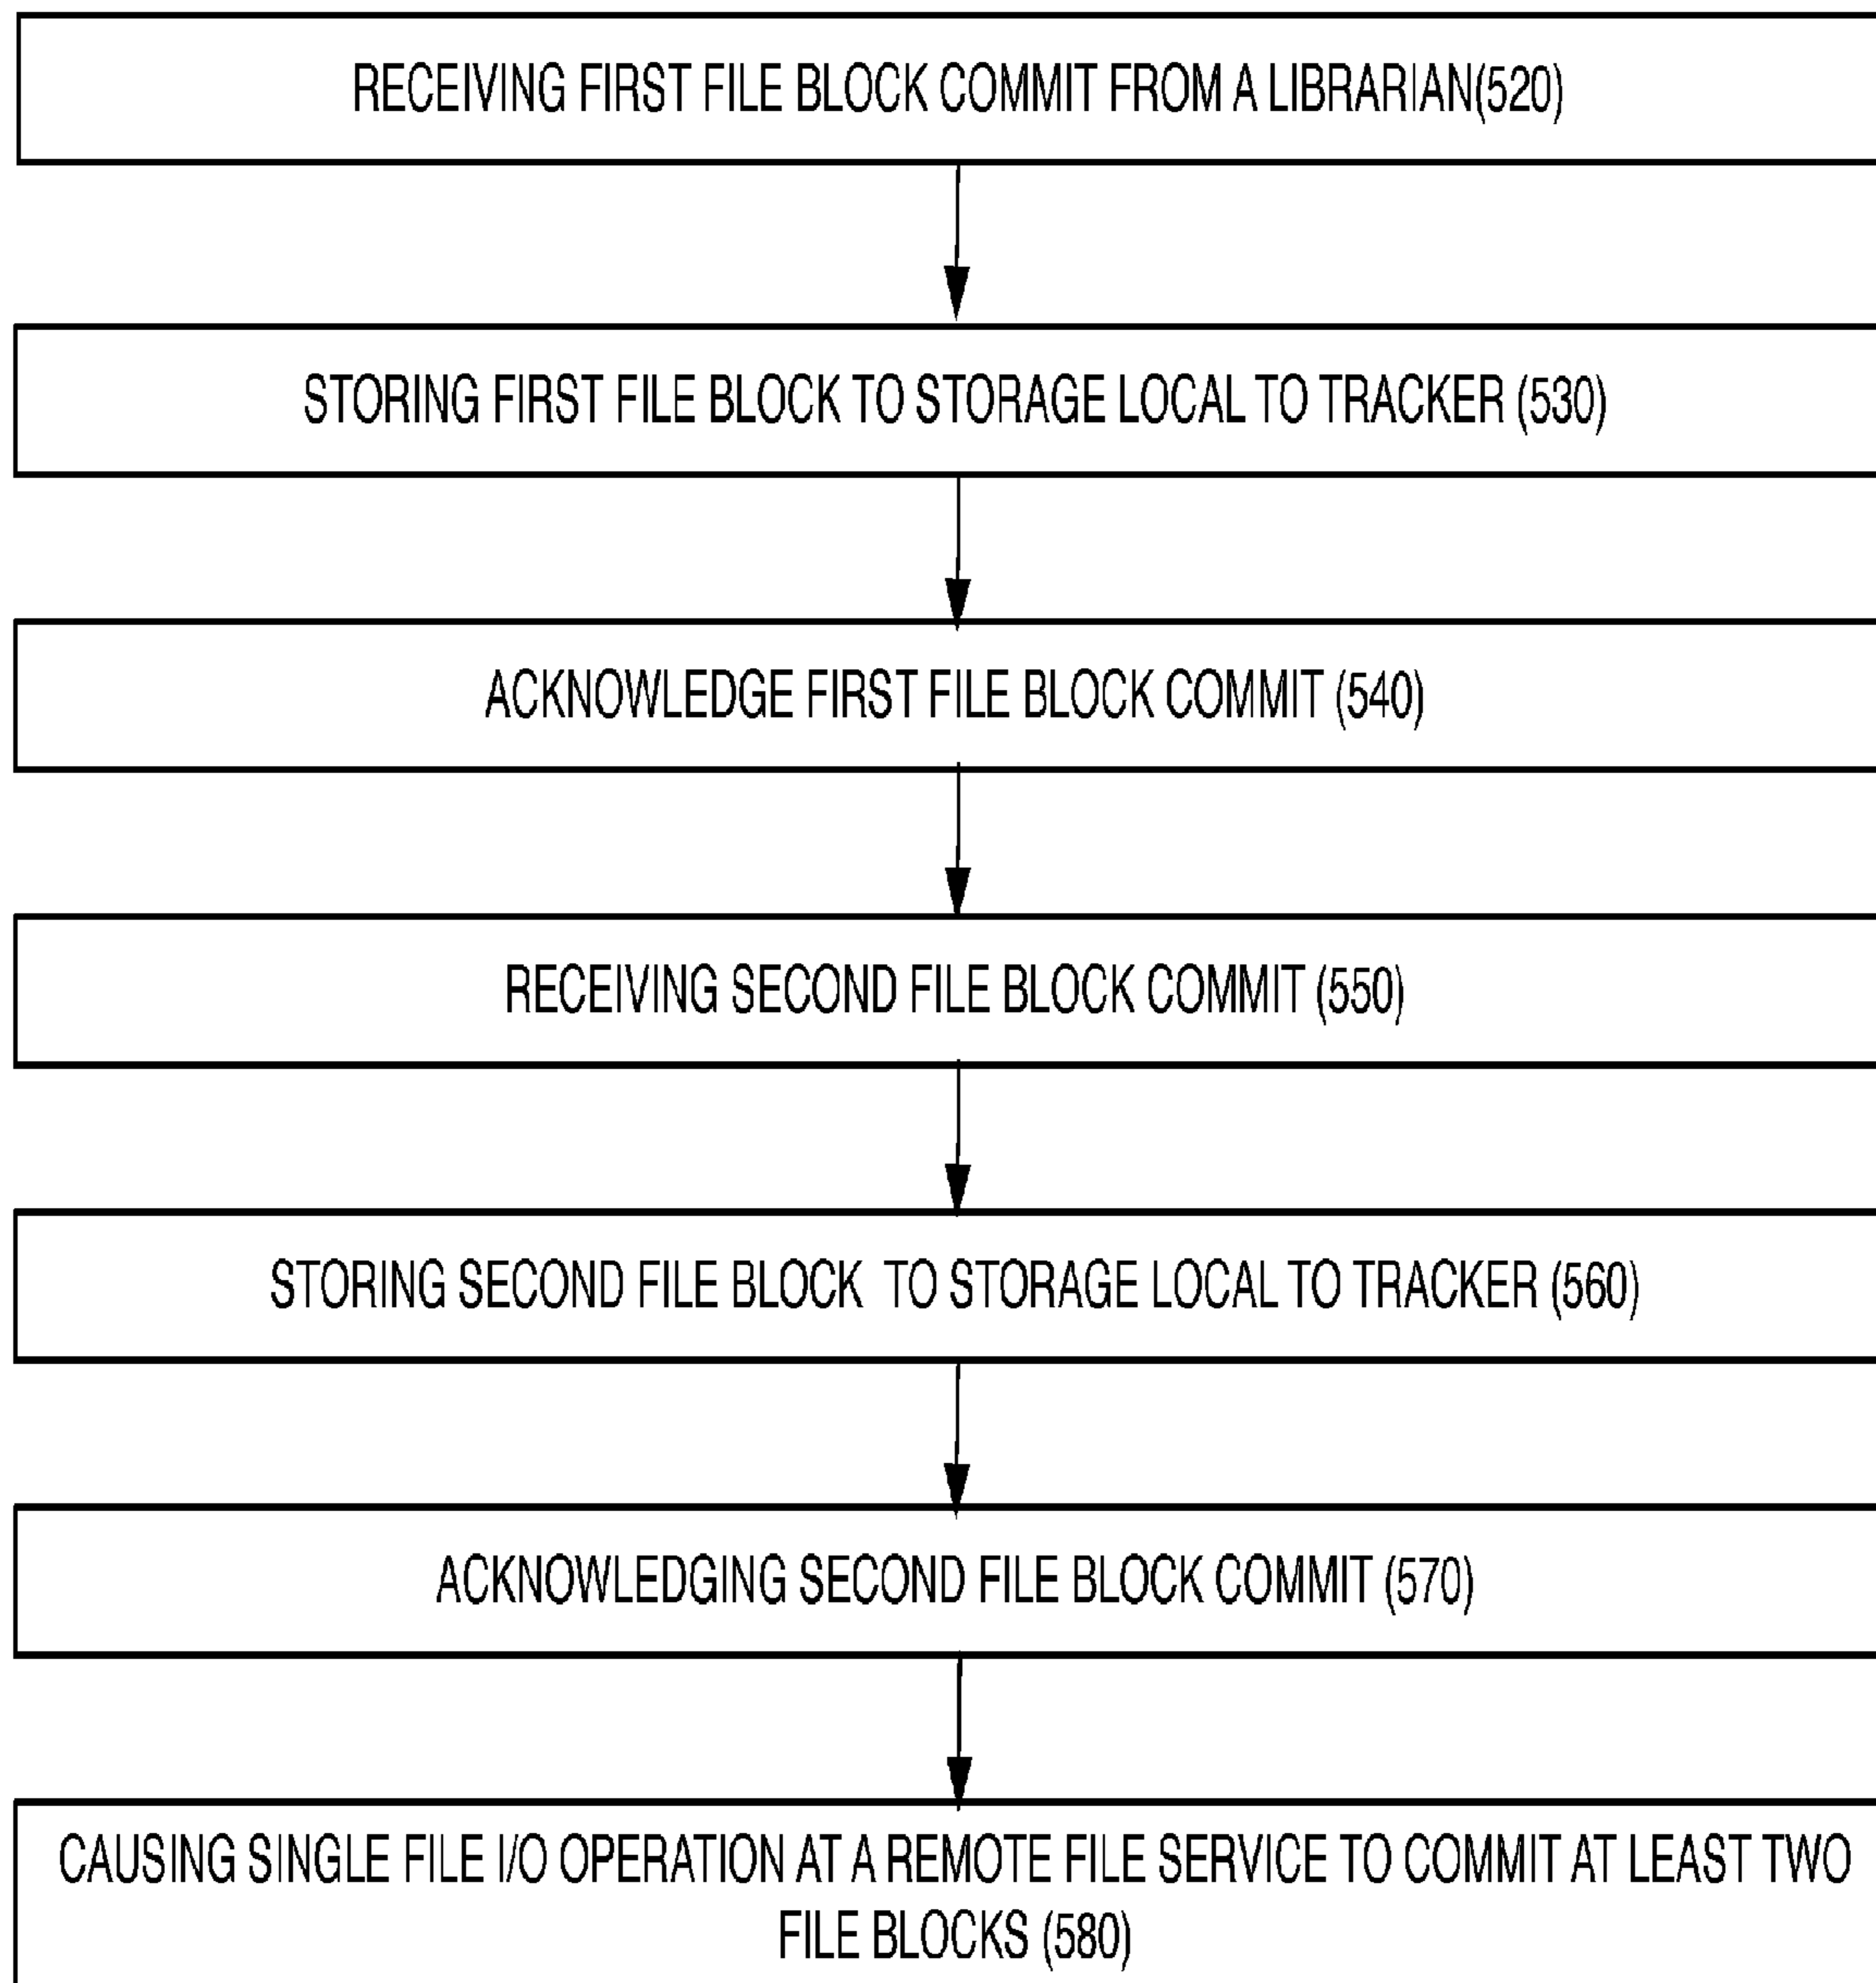 RECEIVING FIRST FILE BLOCK COMMIT FROM A LIBRARIAN(520)
STORING FIRST FILE BLOCK TO STORAGE LOCAL TO TRACKER (530)
ACKNOWLEDGE FIRST FILE BLOCK COMMIT (540)
RECEIVING SECOND FILE BLOCK COMMIT (550)
STORING SECOND FILE BLOCK TO STORAGE LOCAL TO TRACKER (560)
ACKNOWLEDGING SECOND FILE BLOCK COMMIT (570)
CAUSING SINGLE FILE I/O OPERATION AT A REMOTE FILE SERVICE TO COMMIT AT LEAST TWO
FILE BLOCKS (580)